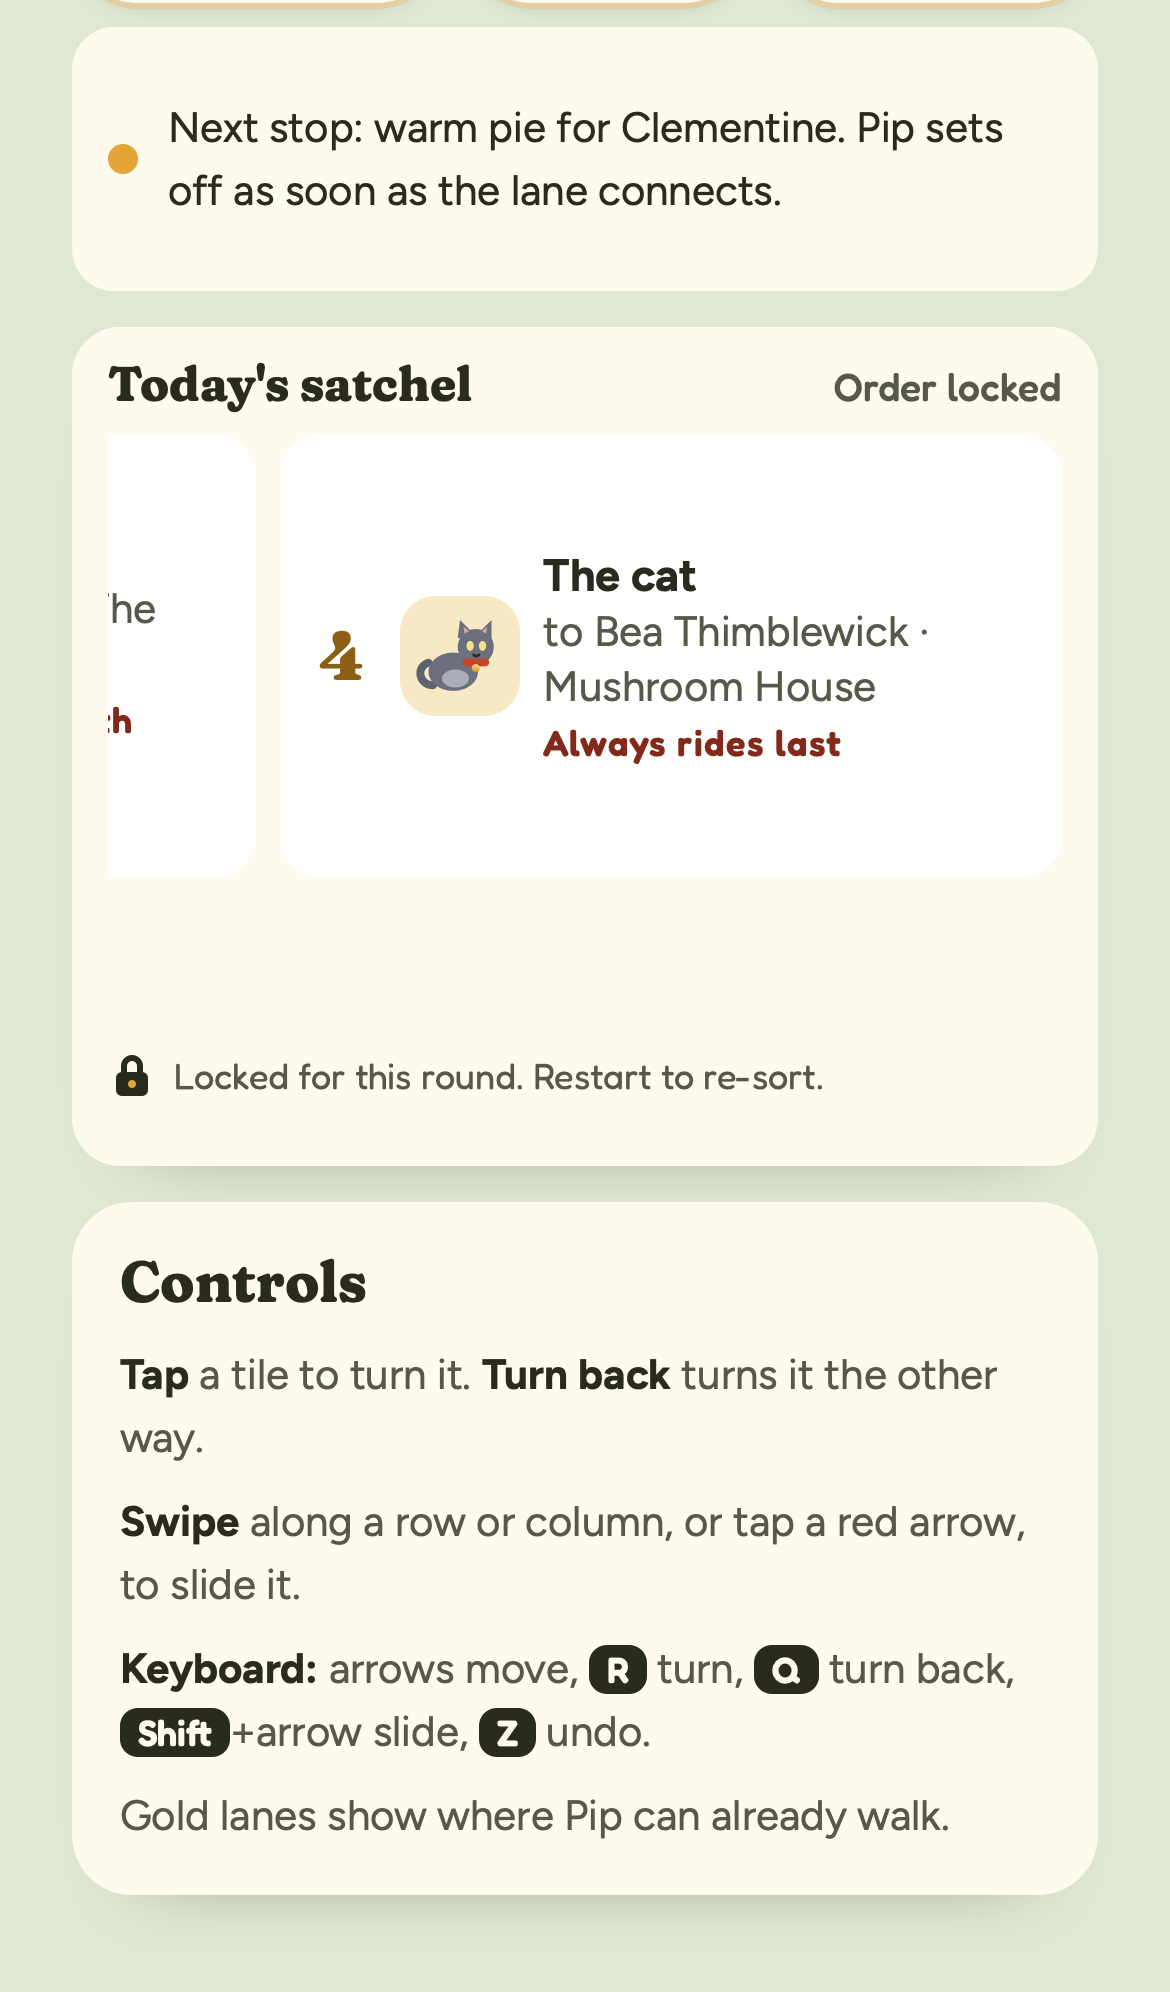 Next stop: warm pie for Clementine. Pip sets
off as soon as the lane connects.
Today's satchel
Order locked
he
h
4
The cat
to Bea Thimblewick ·
Mushroom House
Always rides last
Locked for this round. Restart to re-sort.
Controls
Tap a tile to turn it. Turn back turns it the other
way.
Swipe along a row or column, or tap a red arrow,
to slide it.
Keyboard: arrows move, R turn, Q turn back,
Shift+arrow slide, Z undo.
Gold lanes show where Pip can already walk.